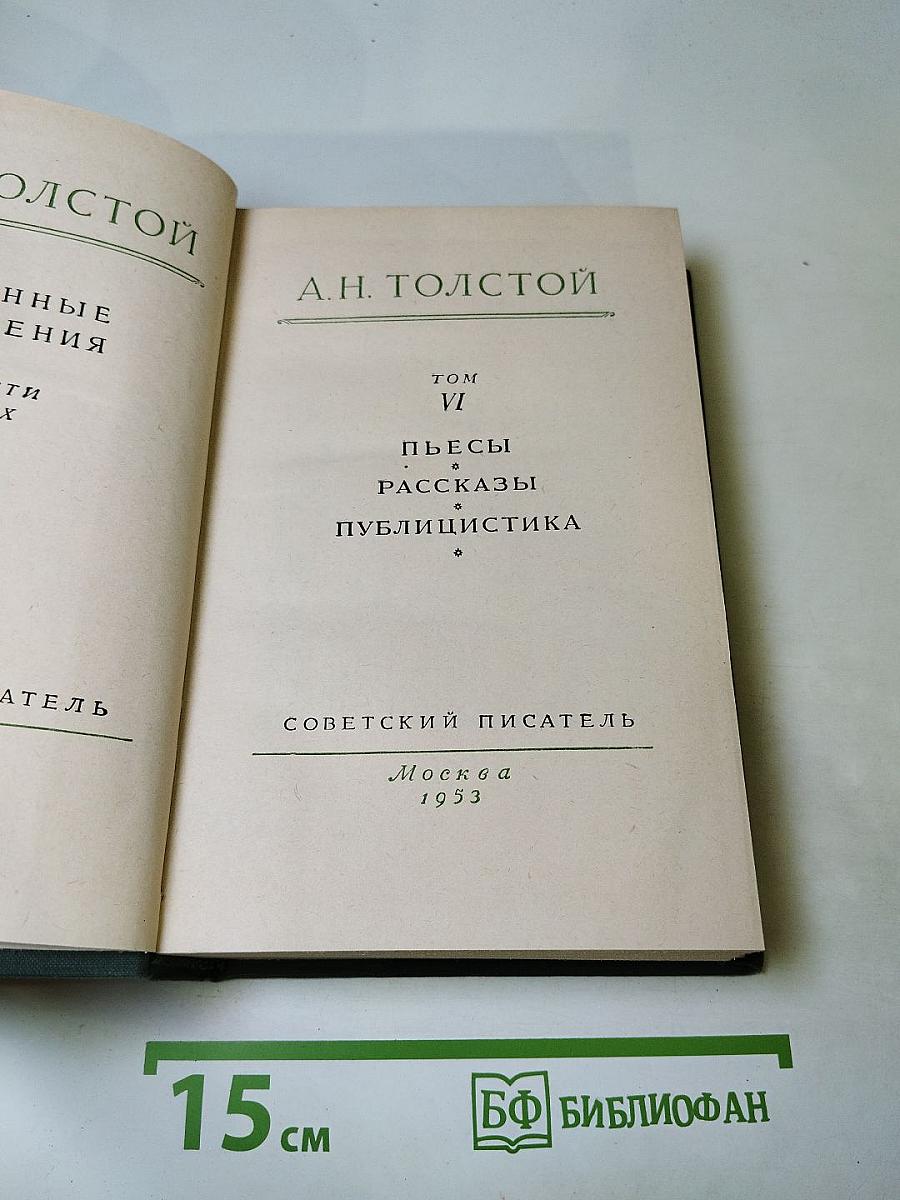 ОЛСТОЙ
ННЫЕ
ЕНИЯ
ТИ
Х
АТЕЛЬ
А. Н. ТОЛСТОЙ
ТОМ
VI
ПЬЕСЫ
РАССКАЗЫ
ПУБЛИЦИСТИКА
СОВЕТСКИЙ ПИСАТЕЛЬ
Москва
1953
15 см
БФ БИБЛИОФАН